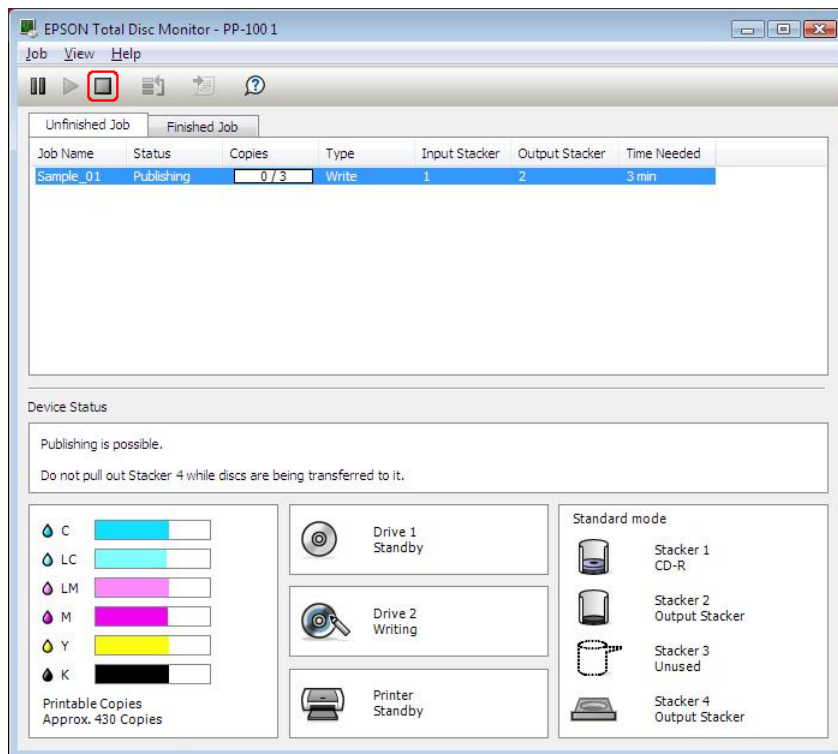 EPSON Total Disc Monitor - PP-100 1
Job View Help
Unfinished Job Finished Job
Job Name Status Copies Type Input Stacker Output Stacker Time Needed
Sample_01 Publishing 0 / 3 Write 1 2 3 min
Device Status
Publishing is possible.
Do not pull out Stacker 4 while discs are being transferred to it.
C
LC
LM
M
Y
K
Printable Copies
Approx. 430 Copies
Drive 1
Standby
Drive 2
Writing
Printer
Standby
Standard mode
Stacker 1
CD-R
Stacker 2
Output Stacker
Stacker 3
Unused
Stacker 4
Output Stacker